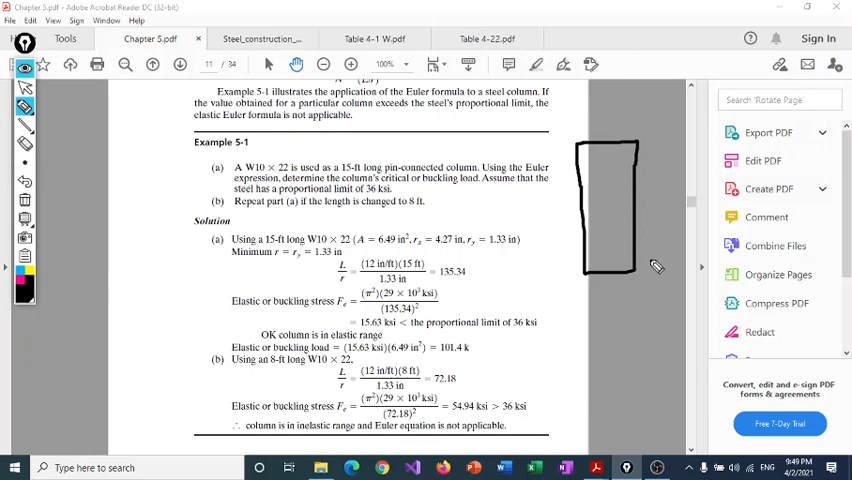 Chapter 5.pdf - Adobe Acrobat Reader DC (32-bit)
File Edit View Sign Window Help
Tools
Chapter 5.pdf ×
Steel_construction_...
Table 4-1 W.pdf
Table 4-22.pdf
Sign In
11 / 34
100%
Example 5-1 illustrates the application of the Euler formula to a steel column. If
the value obtained for a particular column exceeds the steel's proportional limit, the
elastic Euler formula is not applicable.
Example 5-1
(a) A W10 × 22 is used as a 15-ft long pin-connected column. Using the Euler
expression, determine the column's critical or buckling load. Assume that the
steel has a proportional limit of 36 ksi.
(b) Repeat part (a) if the length is changed to 8 ft.
Solution
(a) Using a 15-ft long W10 × 22 (A = 6.49 in², rx = 4.27 in, ry = 1.33 in)
Minimum r = ry = 1.33 in
L/r = (12 in/ft)(15 ft)/1.33 in = 135.34
Elastic or buckling stress Fe = (π²)(29 × 10³ ksi)/(135.34)²
= 15.63 ksi < the proportional limit of 36 ksi
OK column is in elastic range
Elastic or buckling load = (15.63 ksi)(6.49 in²) = 101.4 k
(b) Using an 8-ft long W10 × 22,
L/r = (12 in/ft)(8 ft)/1.33 in = 72.18
Elastic or buckling stress Fe = (π²)(29 × 10³ ksi)/(72.18)² = 54.94 ksi > 36 ksi
∴ column is in inelastic range and Euler equation is not applicable.
Search 'Rotate Page'
Export PDF
Edit PDF
Create PDF
Comment
Combine Files
Organize Pages
Compress PDF
Redact
Convert, edit and e-sign PDF
forms & agreements
Free 7-Day Trial
Type here to search
ENG
9:49 PM
4/2/2021